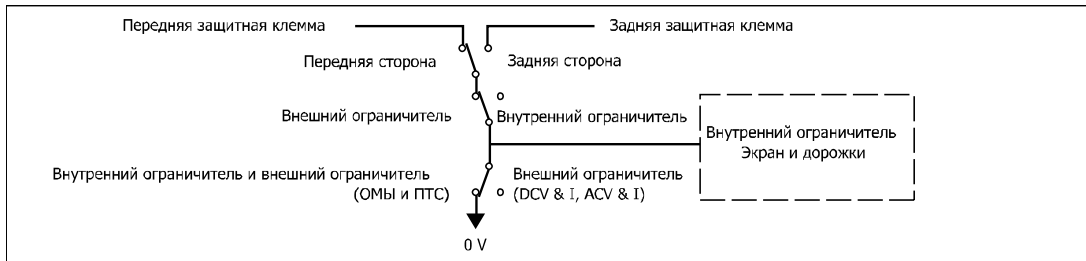 Передняя защитная клемма
Задняя защитная клемма
Передняя сторона
Задняя сторона
Внешний ограничитель
Внутренний ограничитель
Внутренний ограничитель
Экран и дорожки
Внутренний ограничитель и внешний ограничитель
(ОМЫ и ПТС)
Внешний ограничитель
(DCV & I, ACV & I)
0 V